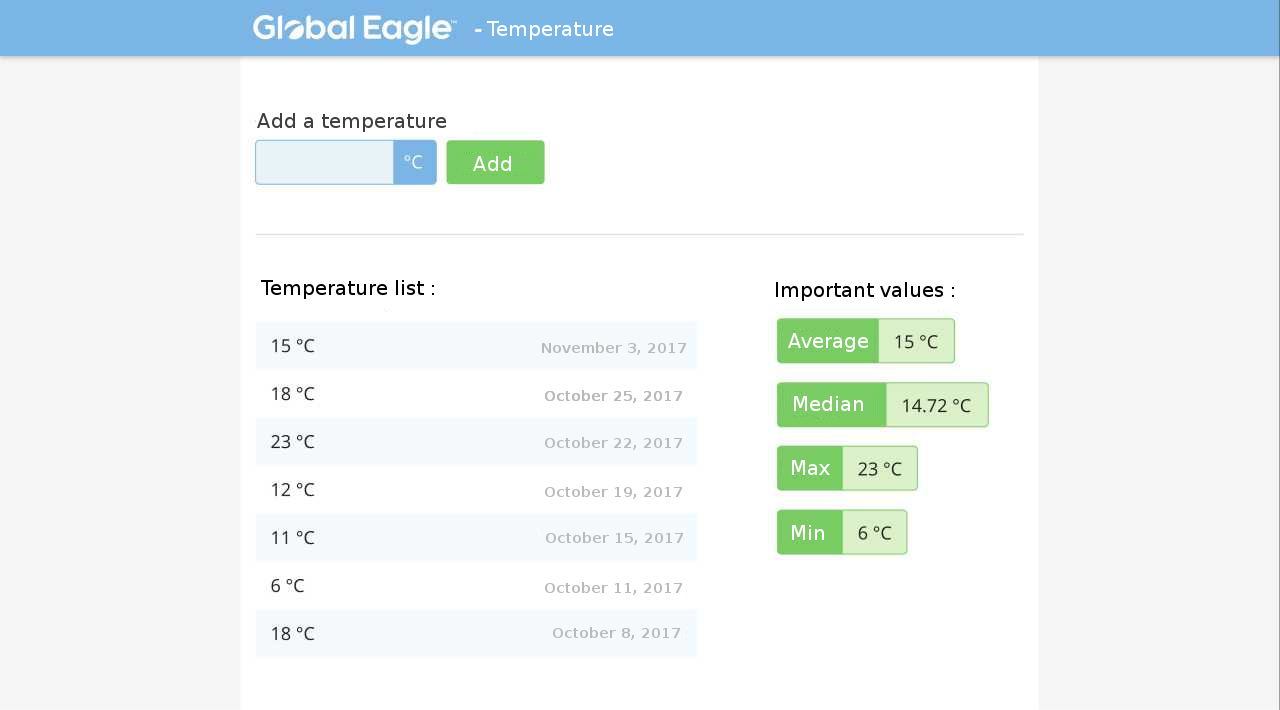 Global Eagle™ - Temperature
Add a temperature
°C Add
Temperature list :
15 °C November 3, 2017
18 °C October 25, 2017
23 °C October 22, 2017
12 °C October 19, 2017
11 °C October 15, 2017
6 °C October 11, 2017
18 °C October 8, 2017
Important values :
Average 15 °C
Median 14.72 °C
Max 23 °C
Min 6 °C